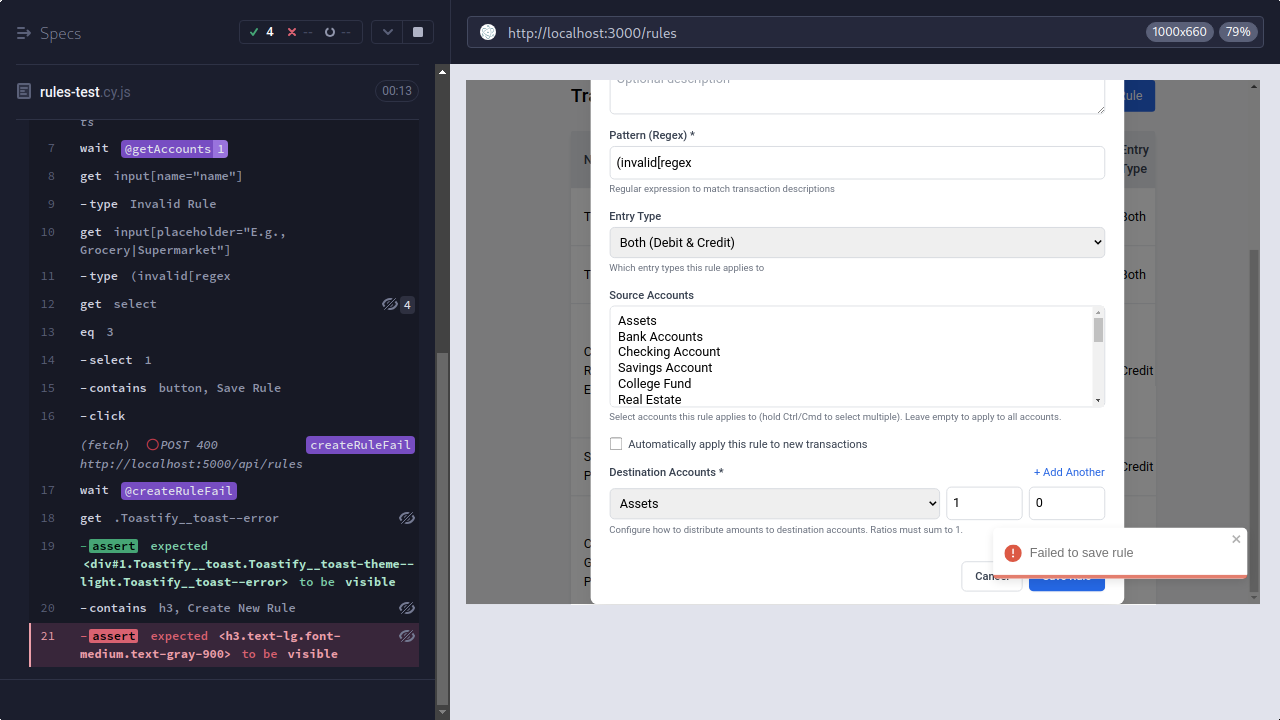 Specs
4
--
--
rules-test.cy.js
00:13
ts
7 wait @getAccounts 1
8 get input[name="name"]
9 -type Invalid Rule
10 get input[placeholder="E.g.,
Grocery|Supermarket"]
11 -type (invalid[regex
12 get select 4
13 eq 3
14 -select 1
15 -contains button, Save Rule
16 -click
(fetch) POST 400 createRuleFail
http://localhost:5000/api/rules
17 wait @createRuleFail
18 get .Toastify__toast--error
19 -assert expected
<div#1.Toastify__toast.Toastify__toast-theme--
light.Toastify__toast--error> to be visible
20 -contains h3, Create New Rule
21 -assert expected <h3.text-lg.font-
medium.text-gray-900> to be visible
http://localhost:3000/rules
1000x660
79%
Optional description
Pattern (Regex) *
(invalid[regex
Regular expression to match transaction descriptions
Entry Type
Both (Debit & Credit)
Which entry types this rule applies to
Source Accounts
Assets
Bank Accounts
Checking Account
Savings Account
College Fund
Real Estate
Select accounts this rule applies to (hold Ctrl/Cmd to select multiple). Leave empty to apply to all accounts.
Automatically apply this rule to new transactions
Destination Accounts *
+ Add Another
Assets
1
0
Configure how to distribute amounts to destination accounts. Ratios must sum to 1.
Failed to save rule
Entry
Type
Both
Both
Credit
Credit